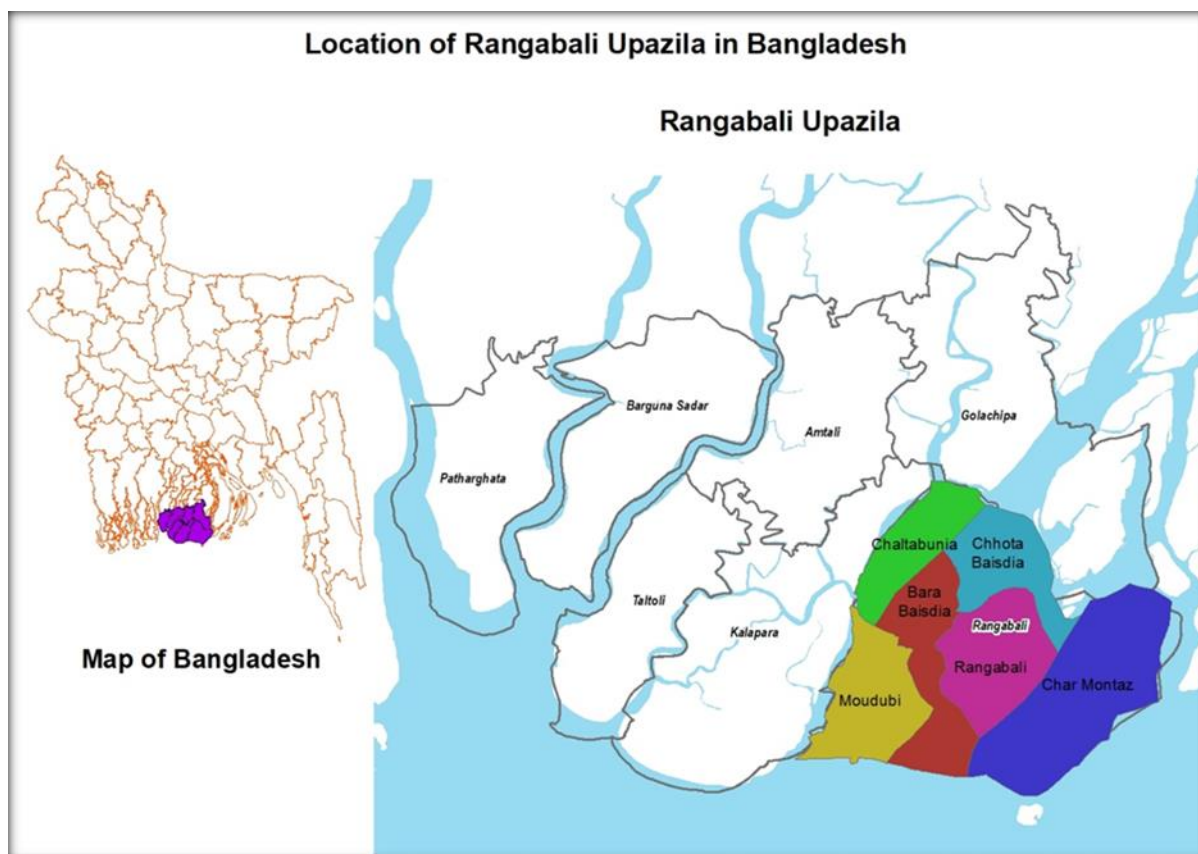 Location of Rangabali Upazila in Bangladesh
Rangabali Upazila
Map of Bangladesh
Patharghata
Barguna Sadar
Amtali
Golachipa
Taltoli
Kalapara
Chaltabunia
Chhota
Baisdia
Bara
Baisdia
Rangabali
Rangabali
Moudubi
Char Montaz